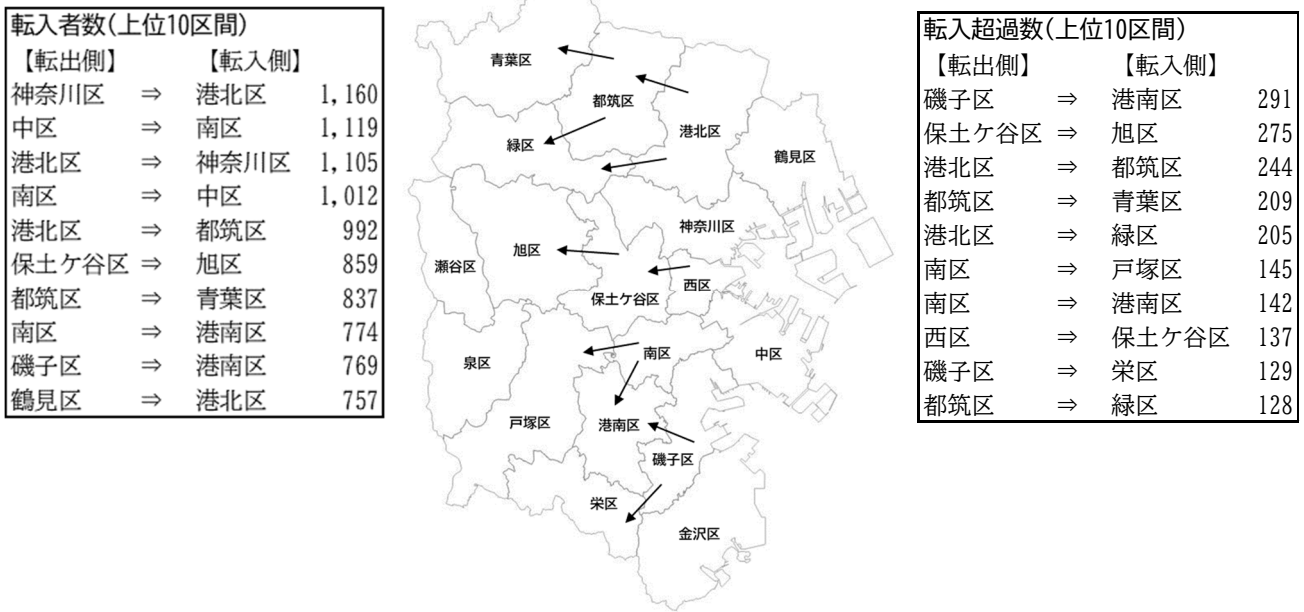 転入者数(上位10区間)
【転出側】 【転入側】
神奈川区 ⇒ 港北区 1,160
中区 ⇒ 南区 1,119
港北区 ⇒ 神奈川区 1,105
南区 ⇒ 中区 1,012
港北区 ⇒ 都筑区 992
保土ケ谷区 ⇒ 旭区 859
都筑区 ⇒ 青葉区 837
南区 ⇒ 港南区 774
磯子区 ⇒ 港南区 769
鶴見区 ⇒ 港北区 757
青葉区
都筑区
港北区
緑区
鶴見区
神奈川区
旭区
瀬谷区
西区
保土ケ谷区
南区
中区
泉区
戸塚区
港南区
磯子区
栄区
金沢区
転入超過数(上位10区間)
【転出側】 【転入側】
磯子区 ⇒ 港南区 291
保土ケ谷区 ⇒ 旭区 275
港北区 ⇒ 都筑区 244
都筑区 ⇒ 青葉区 209
港北区 ⇒ 緑区 205
南区 ⇒ 戸塚区 145
南区 ⇒ 港南区 142
西区 ⇒ 保土ケ谷区 137
磯子区 ⇒ 栄区 129
都筑区 ⇒ 緑区 128